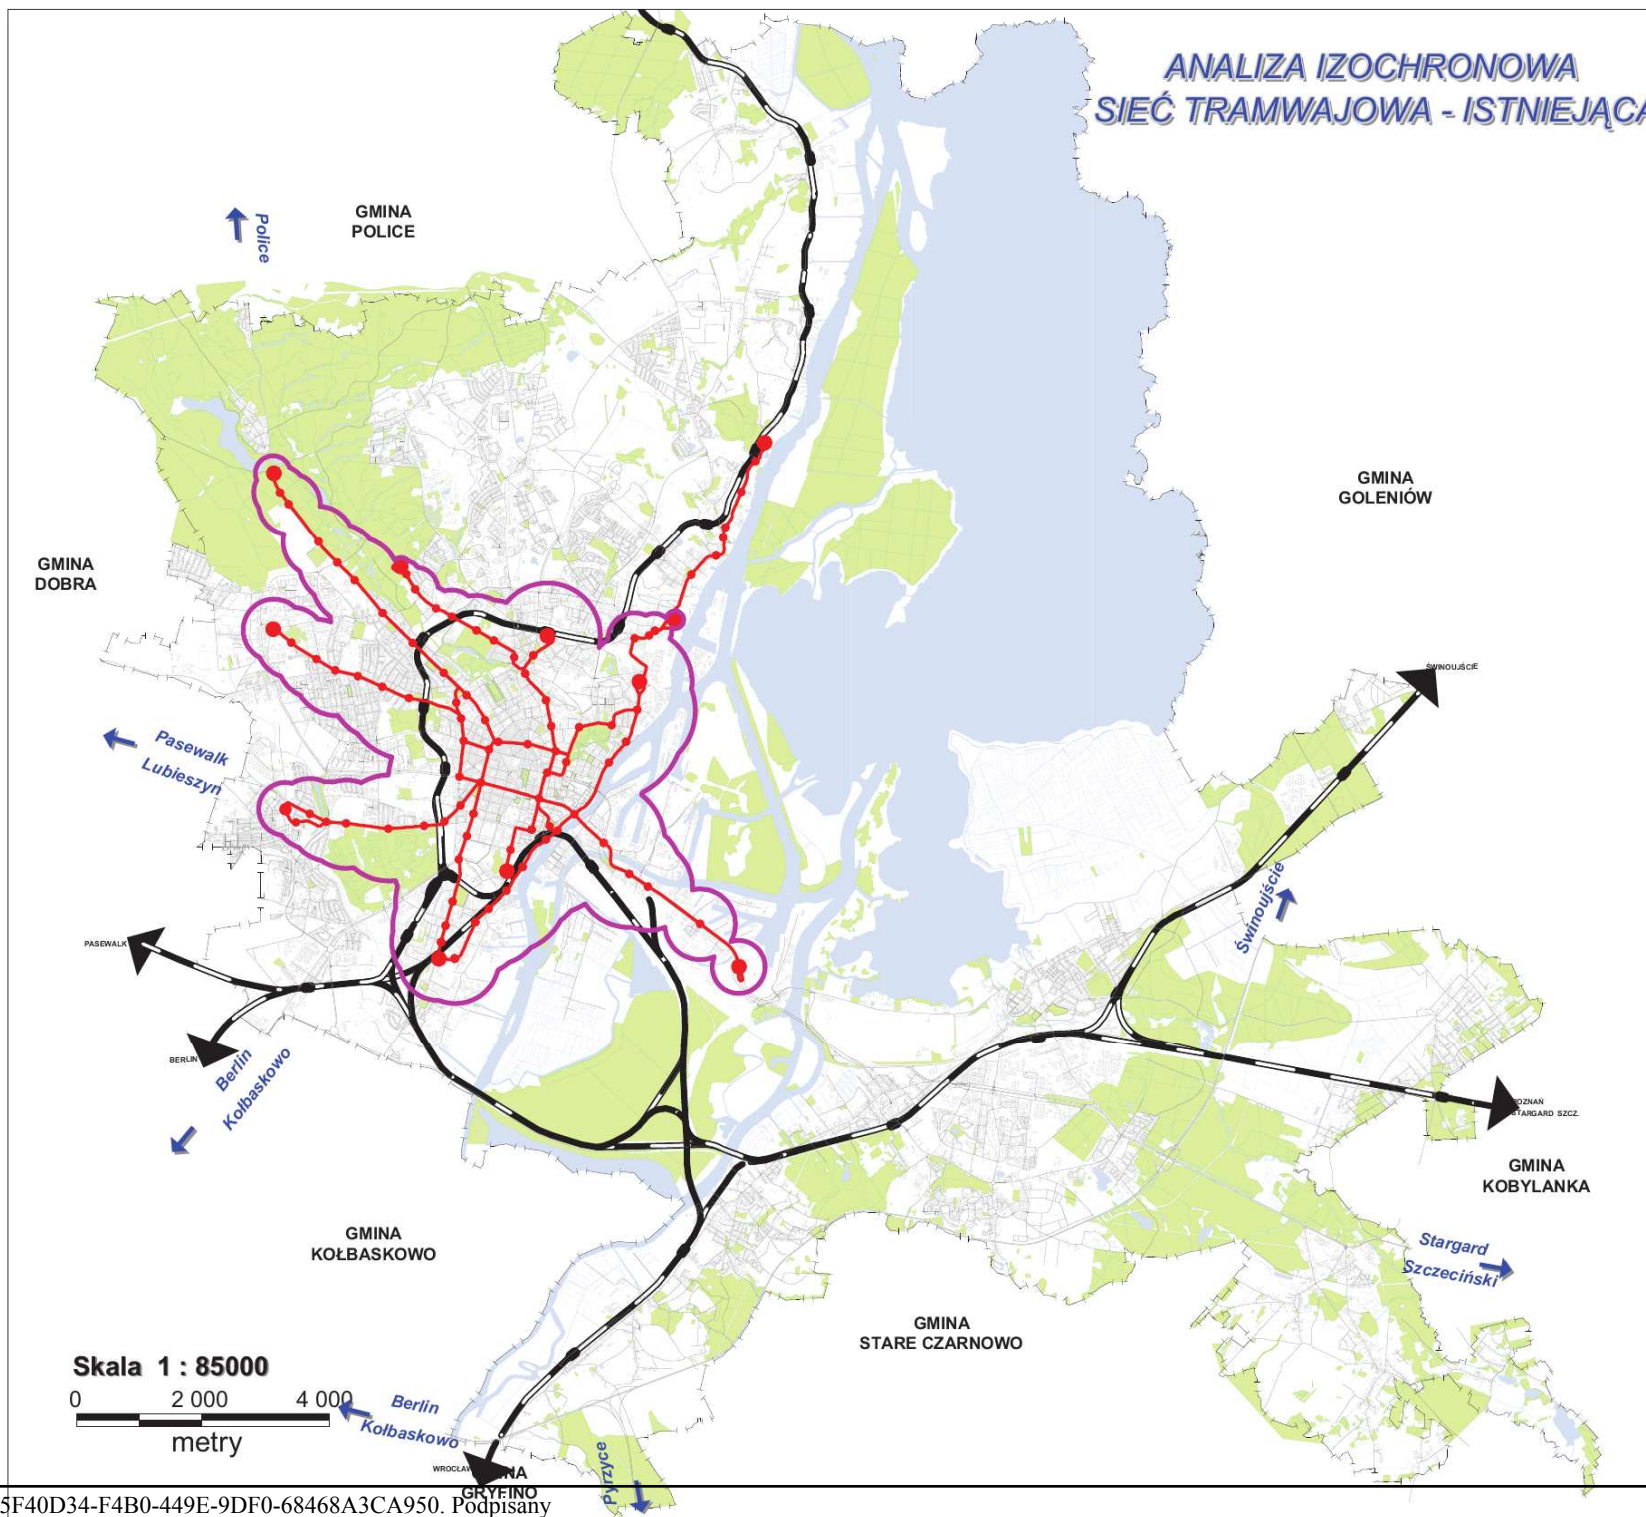 ANALIZA IZOCHRONOWA
SIEĆ TRAMWAJOWA - ISTNIEJĄCA
GMINA
POLICE
Police
GMINA
GOLENIÓW
GMINA
DOBRA
ŚWINOUJŚCIE
Pasewalk
Lubieszyn
Świnoujście
PASEWALK
BERLIN
Berlin
Kołbaskowo
POZNAŃ
STARGARD SZCZ.
GMINA
KOBYLANKA
GMINA
KOŁBASKOWO
Stargard
Szczeciński
GMINA
STARE CZARNOWO
Skala 1 : 85000
0 2 000 4 000
metry
Berlin
Kołbaskowo
WROCŁAW
GMINA
GRYFINO
Pyrzyce
5F40D34-F4B0-449E-9DF0-68468A3CA950. Podpisany